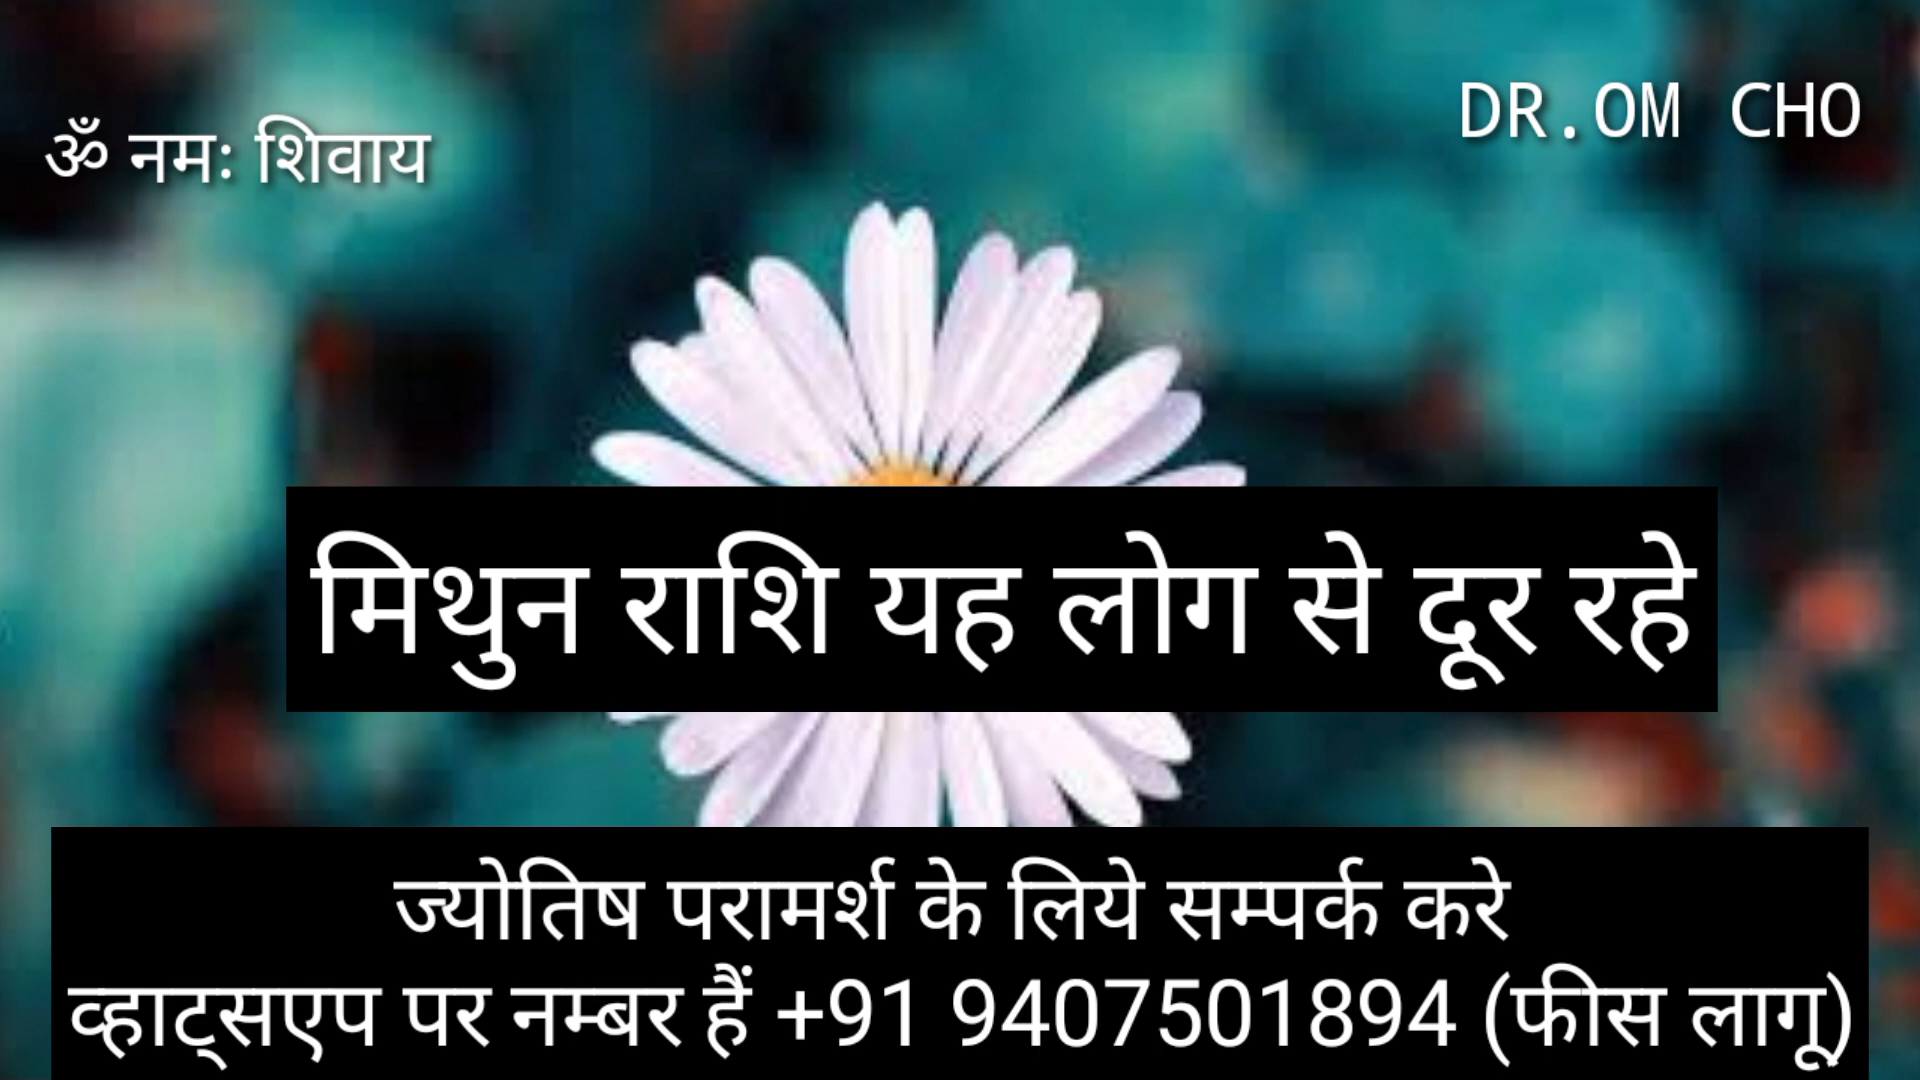 ॐ नमः शिवाय
DR.OM CHO
मिथुन राशि यह लोग से दूर रहे
ज्योतिष परामर्श के लिये सम्पर्क करे
व्हाट्सएप पर नम्बर हैं +91 9407501894 (फीस लागू)